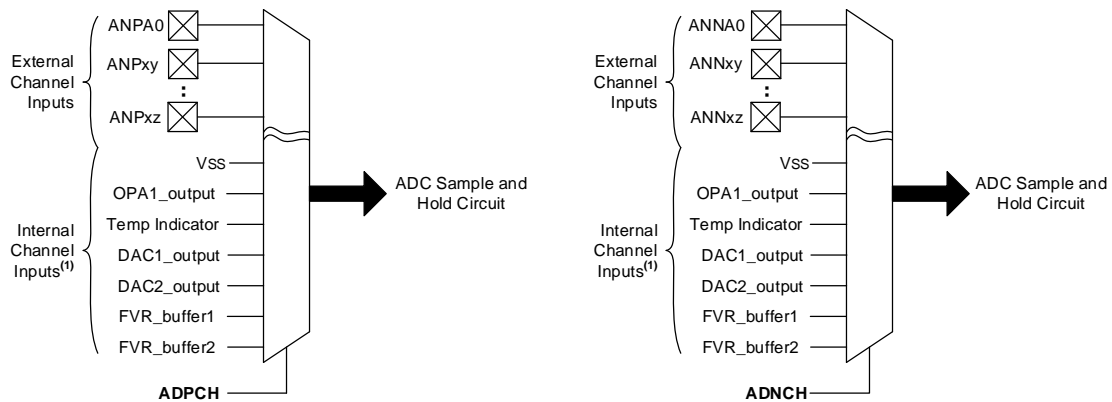 ANPA0
ANPxy
ANPxz
External
Channel
Inputs
VSS
OPA1_output
Temp Indicator
DAC1_output
DAC2_output
FVR_buffer1
FVR_buffer2
Internal
Channel
Inputs(1)
ADC Sample and
Hold Circuit
ADPCH
ANNA0
ANNxy
ANNxz
External
Channel
Inputs
VSS
OPA1_output
Temp Indicator
DAC1_output
DAC2_output
FVR_buffer1
FVR_buffer2
Internal
Channel
Inputs(1)
ADC Sample and
Hold Circuit
ADNCH